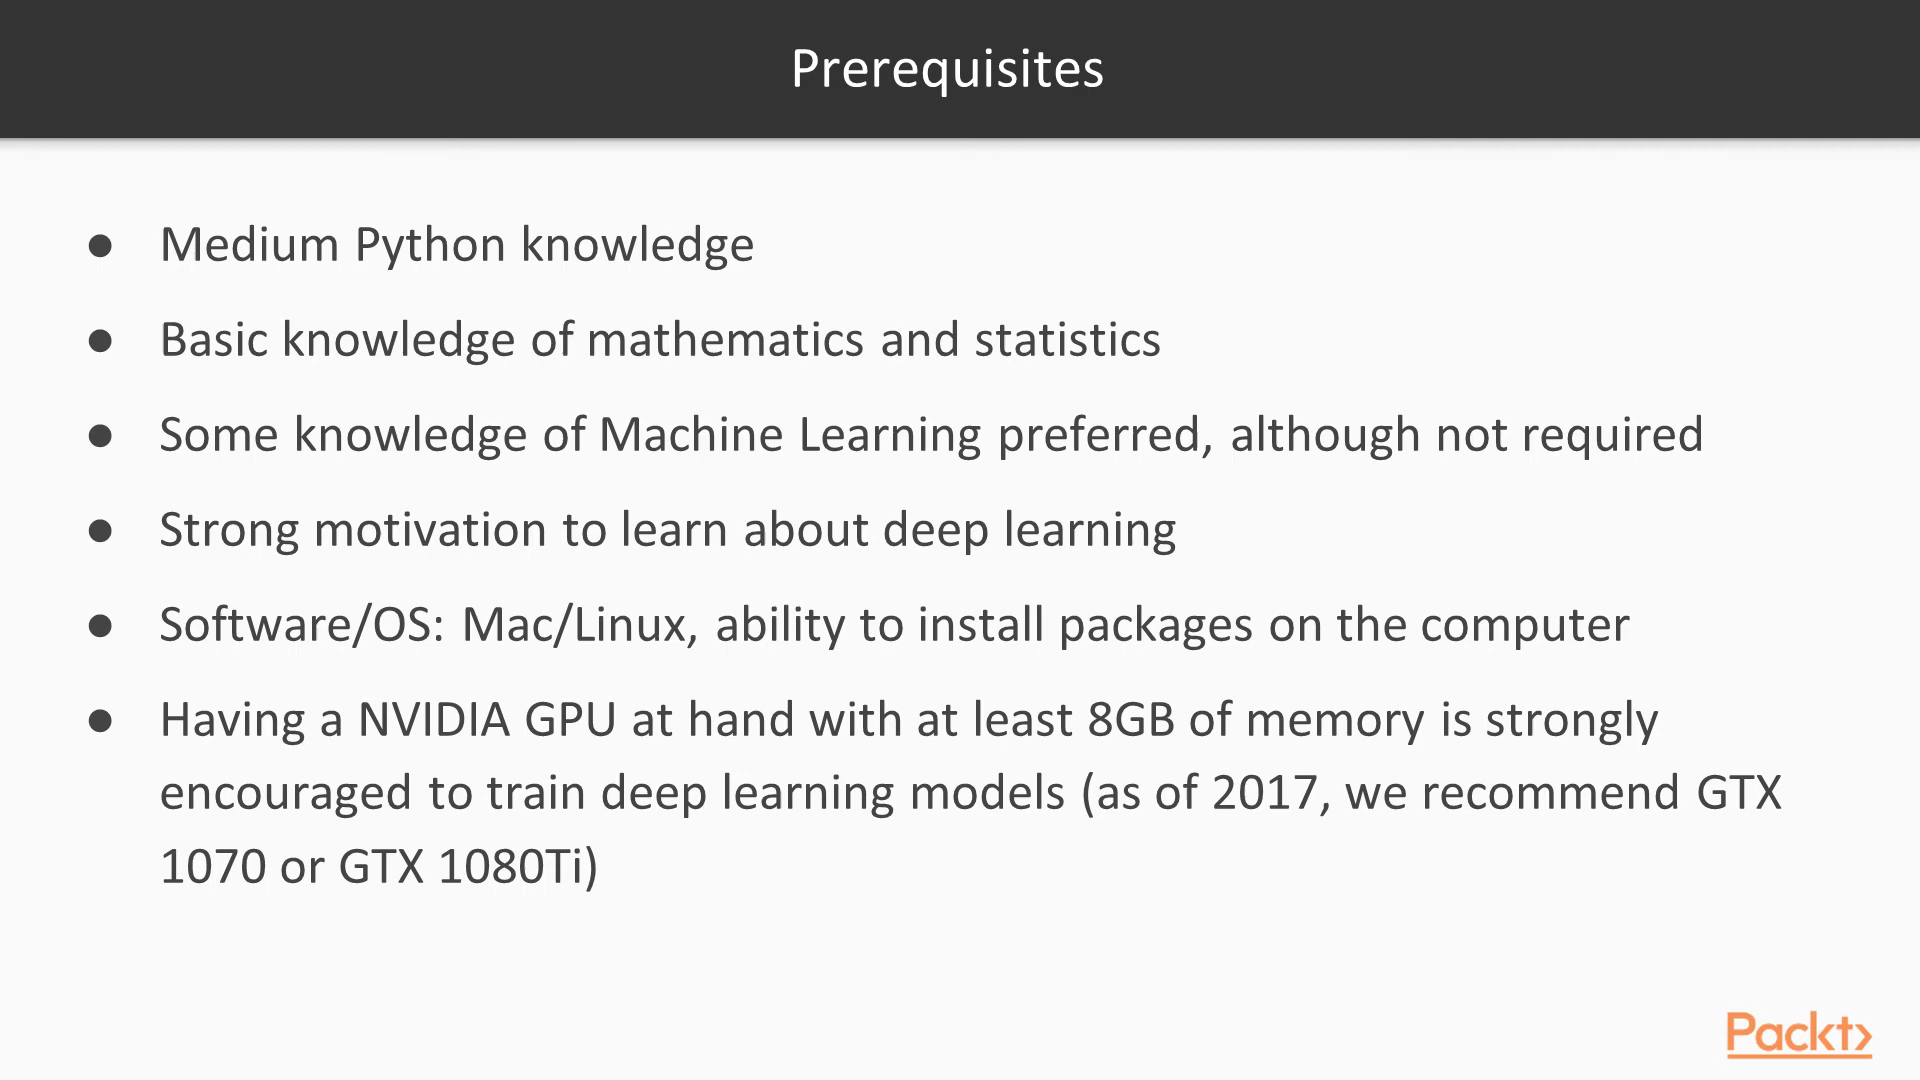 Prerequisites
● Medium Python knowledge
● Basic knowledge of mathematics and statistics
● Some knowledge of Machine Learning preferred, although not required
● Strong motivation to learn about deep learning
● Software/OS: Mac/Linux, ability to install packages on the computer
● Having a NVIDIA GPU at hand with at least 8GB of memory is strongly
encouraged to train deep learning models (as of 2017, we recommend GTX
1070 or GTX 1080Ti)
Packt>